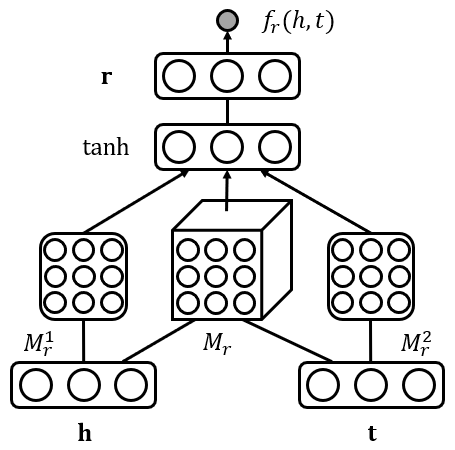 f_r(h, t)
r
tanh
M_r^1
M_r
M_r^2
h
t